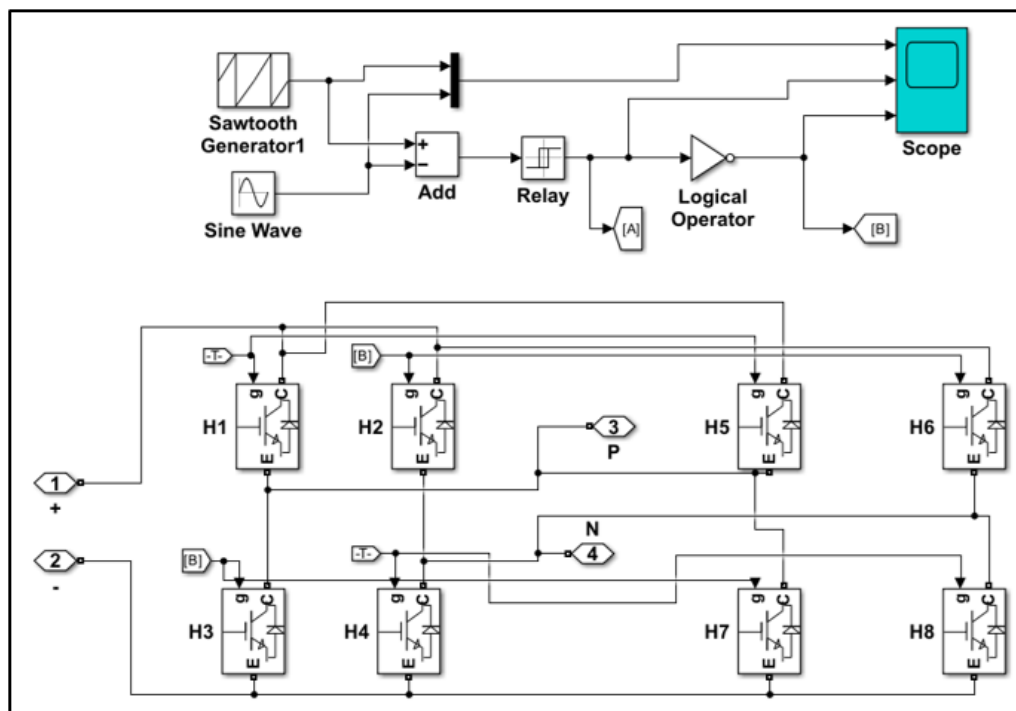 Sawtooth
Generator1
Sine Wave
+
−
Add
Relay
[A]
Logical
Operator
[B]
Scope
-T-
g
C
E
H1
[B]
g
C
E
H2
3
P
g
C
E
H5
g
C
E
H6
1
+
2
-
N
4
[B]
g
C
E
H3
-T-
g
C
E
H4
g
C
E
H7
g
C
E
H8